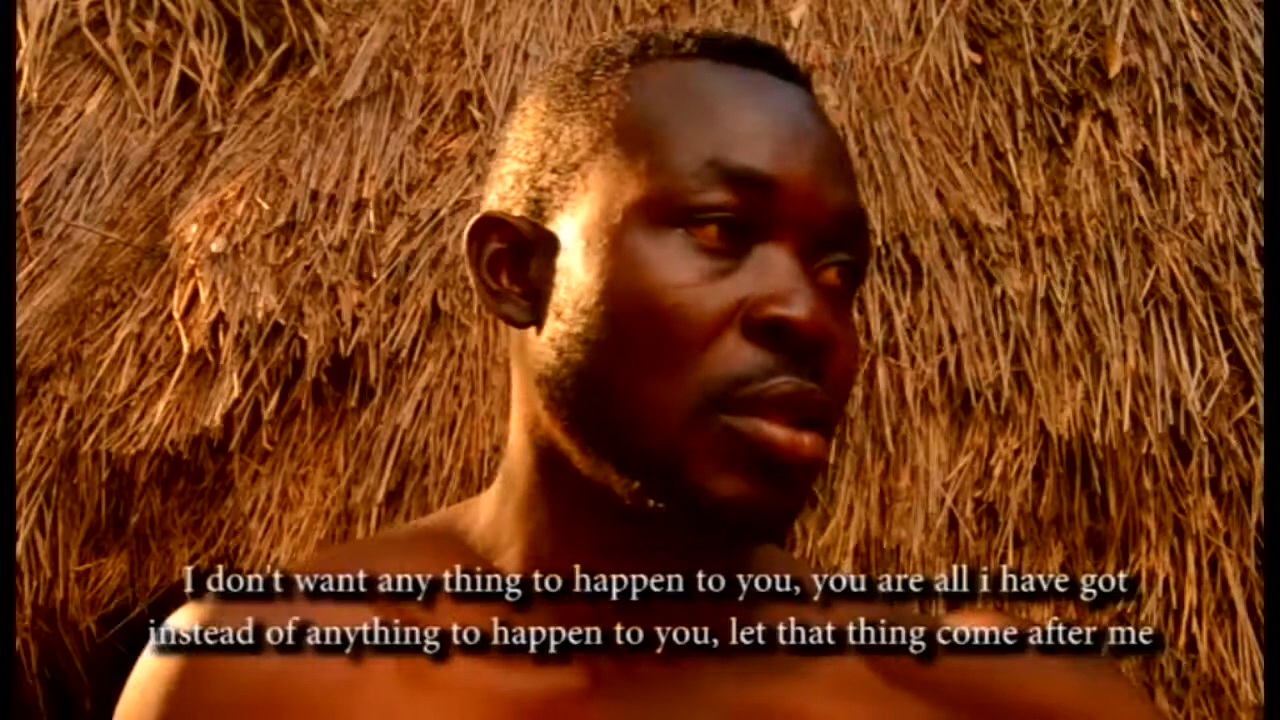 I don't want any thing to happen to you, you are all i have got
instead of anything to happen to you, let that thing come after me